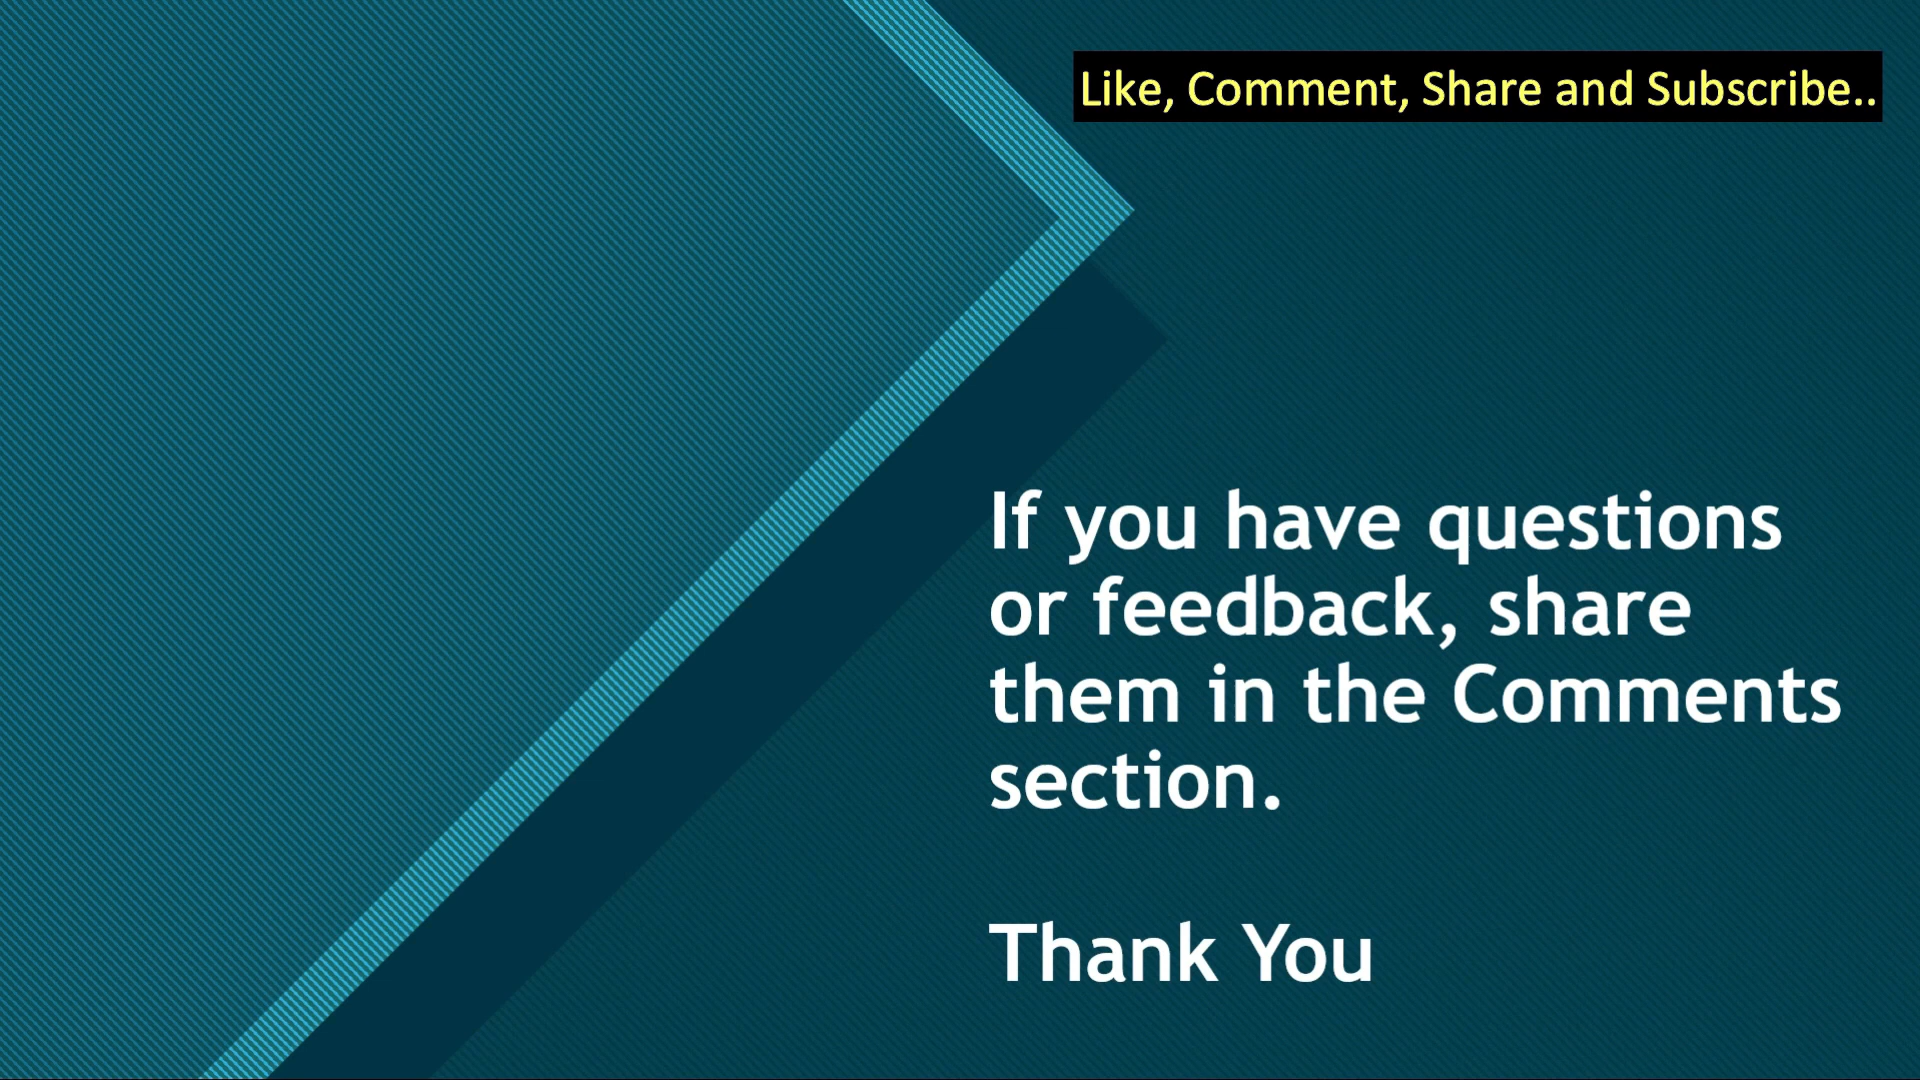 Like, Comment, Share and Subscribe..
If you have questions
or feedback, share
them in the Comments
section.
Thank You